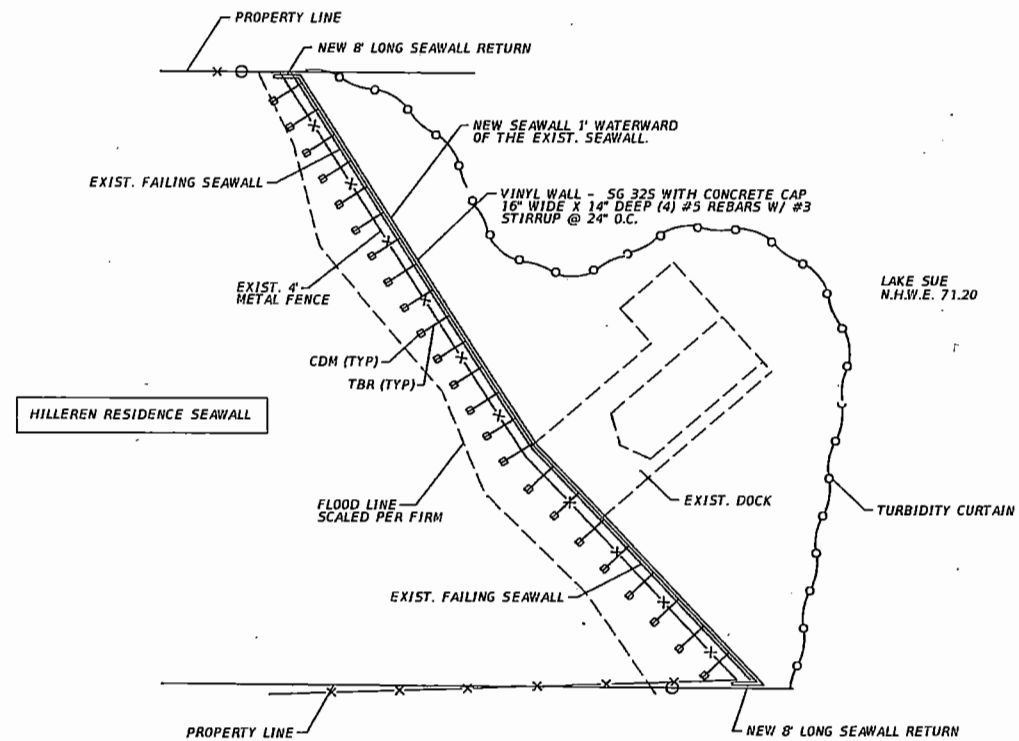 PROPERTY LINE
NEW 8' LONG SEAWALL RETURN
NEW SEAWALL 1' WATERWARD
OF THE EXIST. SEAWALL.
EXIST. FAILING SEAWALL
VINYL WALL - SG 325 WITH CONCRETE CAP
16" WIDE X 14" DEEP (4) #5 REBARS W/ #3
STIRRUP @ 24" O.C.
EXIST. 4'
METAL FENCE
LAKE SUE
N.H.W.E. 71.20
CDM (TYP)
TBR (TYP)
HILLEREN RESIDENCE SEAWALL
FLOOD LINE
SCALED PER FIRM
EXIST. DOCK
TURBIDITY CURTAIN
EXIST. FAILING SEAWALL
PROPERTY LINE
NEW 8' LONG SEAWALL RETURN